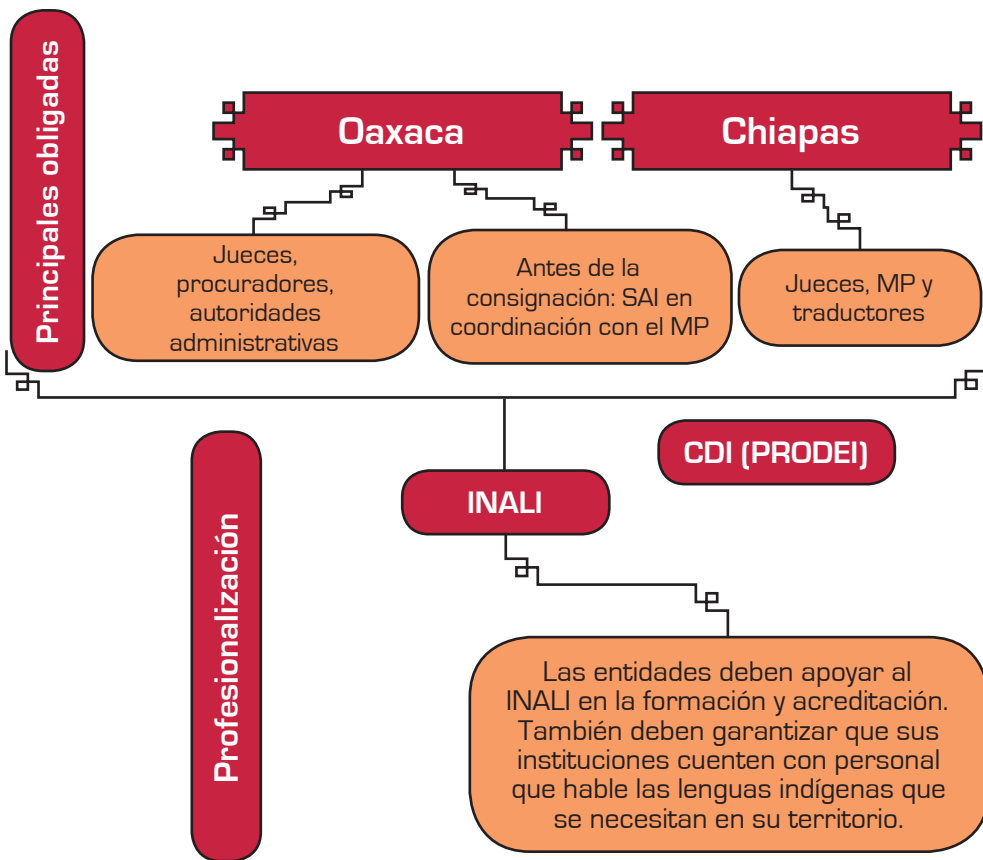 Principales obligadas
Oaxaca
Chiapas
Jueces,
procuradores,
autoridades
administrativas
Antes de la
consignación: SAI en
coordinación con el MP
Jueces, MP y
traductores
Profesionalización
CDI (PRODEI)
INALI
Las entidades deben apoyar al
INALI en la formación y acreditación.
También deben garantizar que sus
instituciones cuenten con personal
que hable las lenguas indígenas que
se necesitan en su territorio.